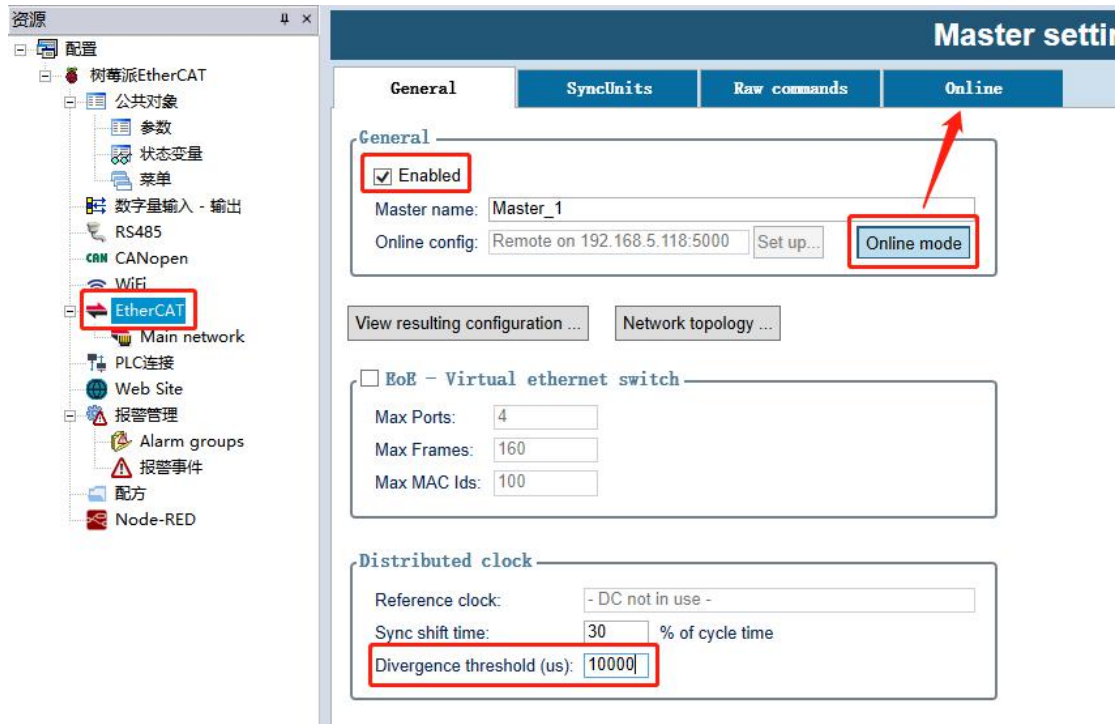 资源
配置
树莓派EtherCAT
公共对象
参数
状态变量
菜单
数字量输入 - 输出
RS485
CAN CANopen
WiFi
EtherCAT
Main network
PLC连接
Web Site
报警管理
Alarm groups
报警事件
配方
Node-RED
Master settin
General SyncUnits Raw commands Online
General
Enabled
Master name: Master_1
Online config: Remote on 192.168.5.118:5000 Set up... Online mode
View resulting configuration ... Network topology ...
EoE - Virtual ethernet switch
Max Ports: 4
Max Frames: 160
Max MAC Ids: 100
Distributed clock
Reference clock: - DC not in use -
Sync shift time: 30 % of cycle time
Divergence threshold (us): 10000